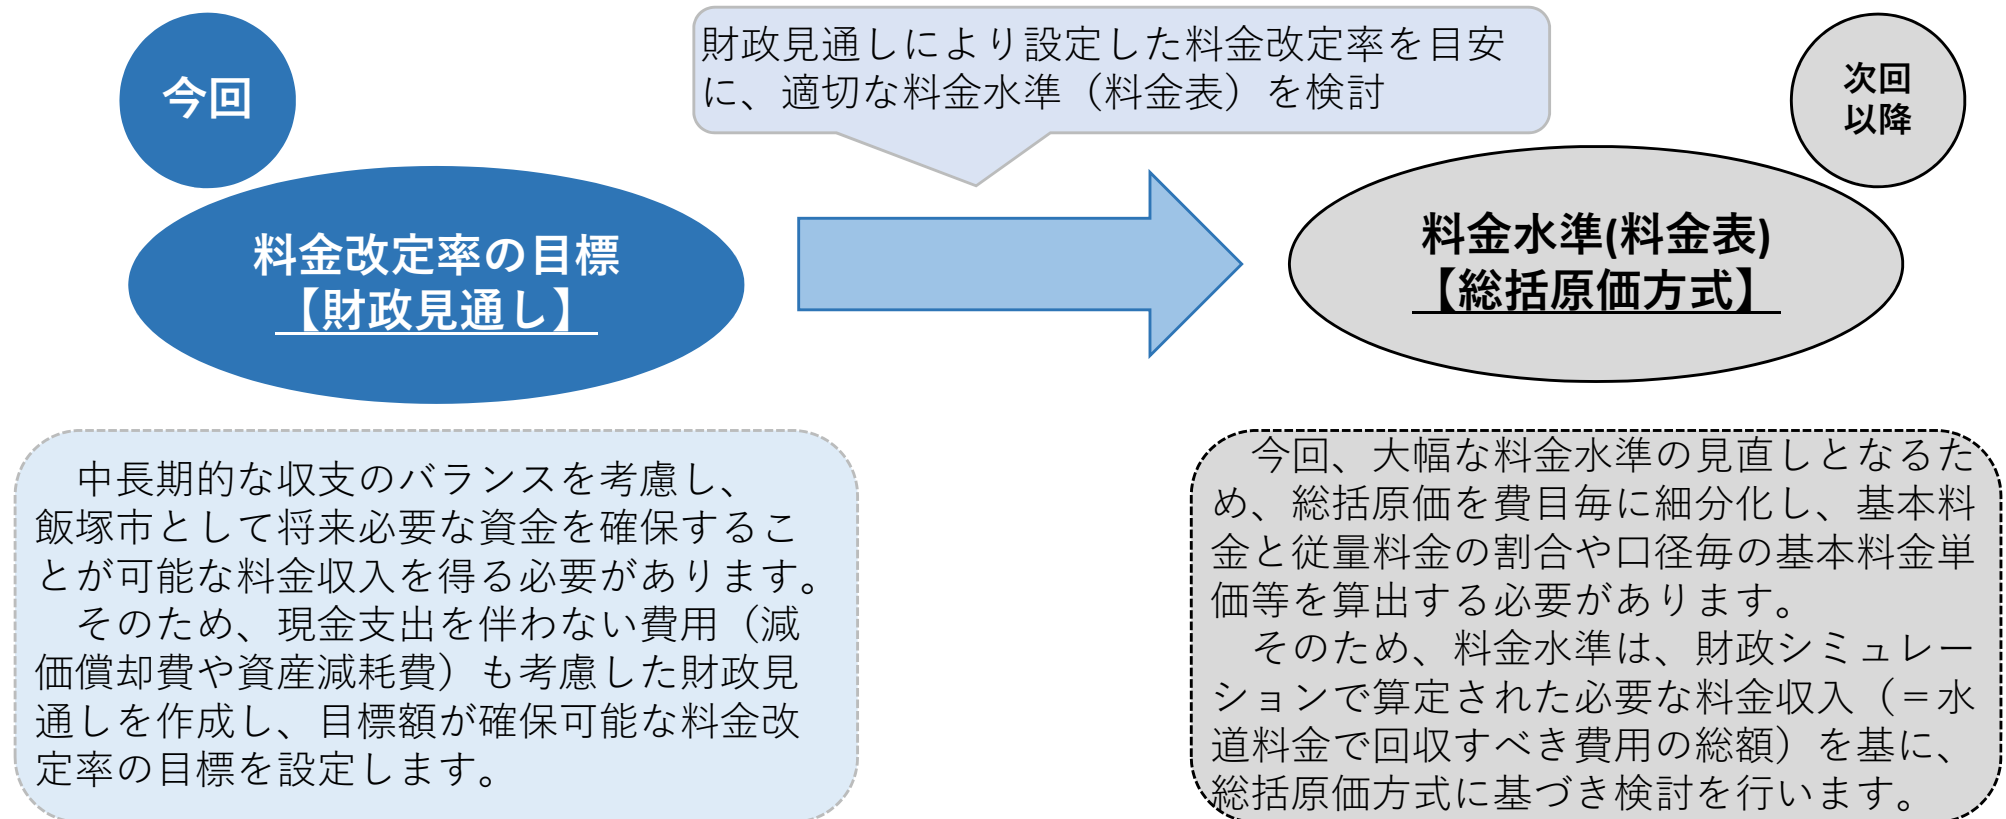 今回
財政見通しにより設定した料金改定率を目安
に、適切な料金水準（料金表）を検討
次回
以降
料金改定率の目標
【財政見通し】
料金水準(料金表)
【総括原価方式】
中長期的な収支のバランスを考慮し、
飯塚市として将来必要な資金を確保するこ
とが可能な料金収入を得る必要があります。
そのため、現金支出を伴わない費用（減
価償却費や資産減耗費）も考慮した財政見
通しを作成し、目標額が確保可能な料金改
定率の目標を設定します。
今回、大幅な料金水準の見直しとなるた
め、総括原価を費目毎に細分化し、基本料
金と従量料金の割合や口径毎の基本料金単
価等を算出する必要があります。
そのため、料金水準は、財政シミュレー
ションで算定された必要な料金収入（＝水
道料金で回収すべき費用の総額）を基に、
総括原価方式に基づき検討を行います。